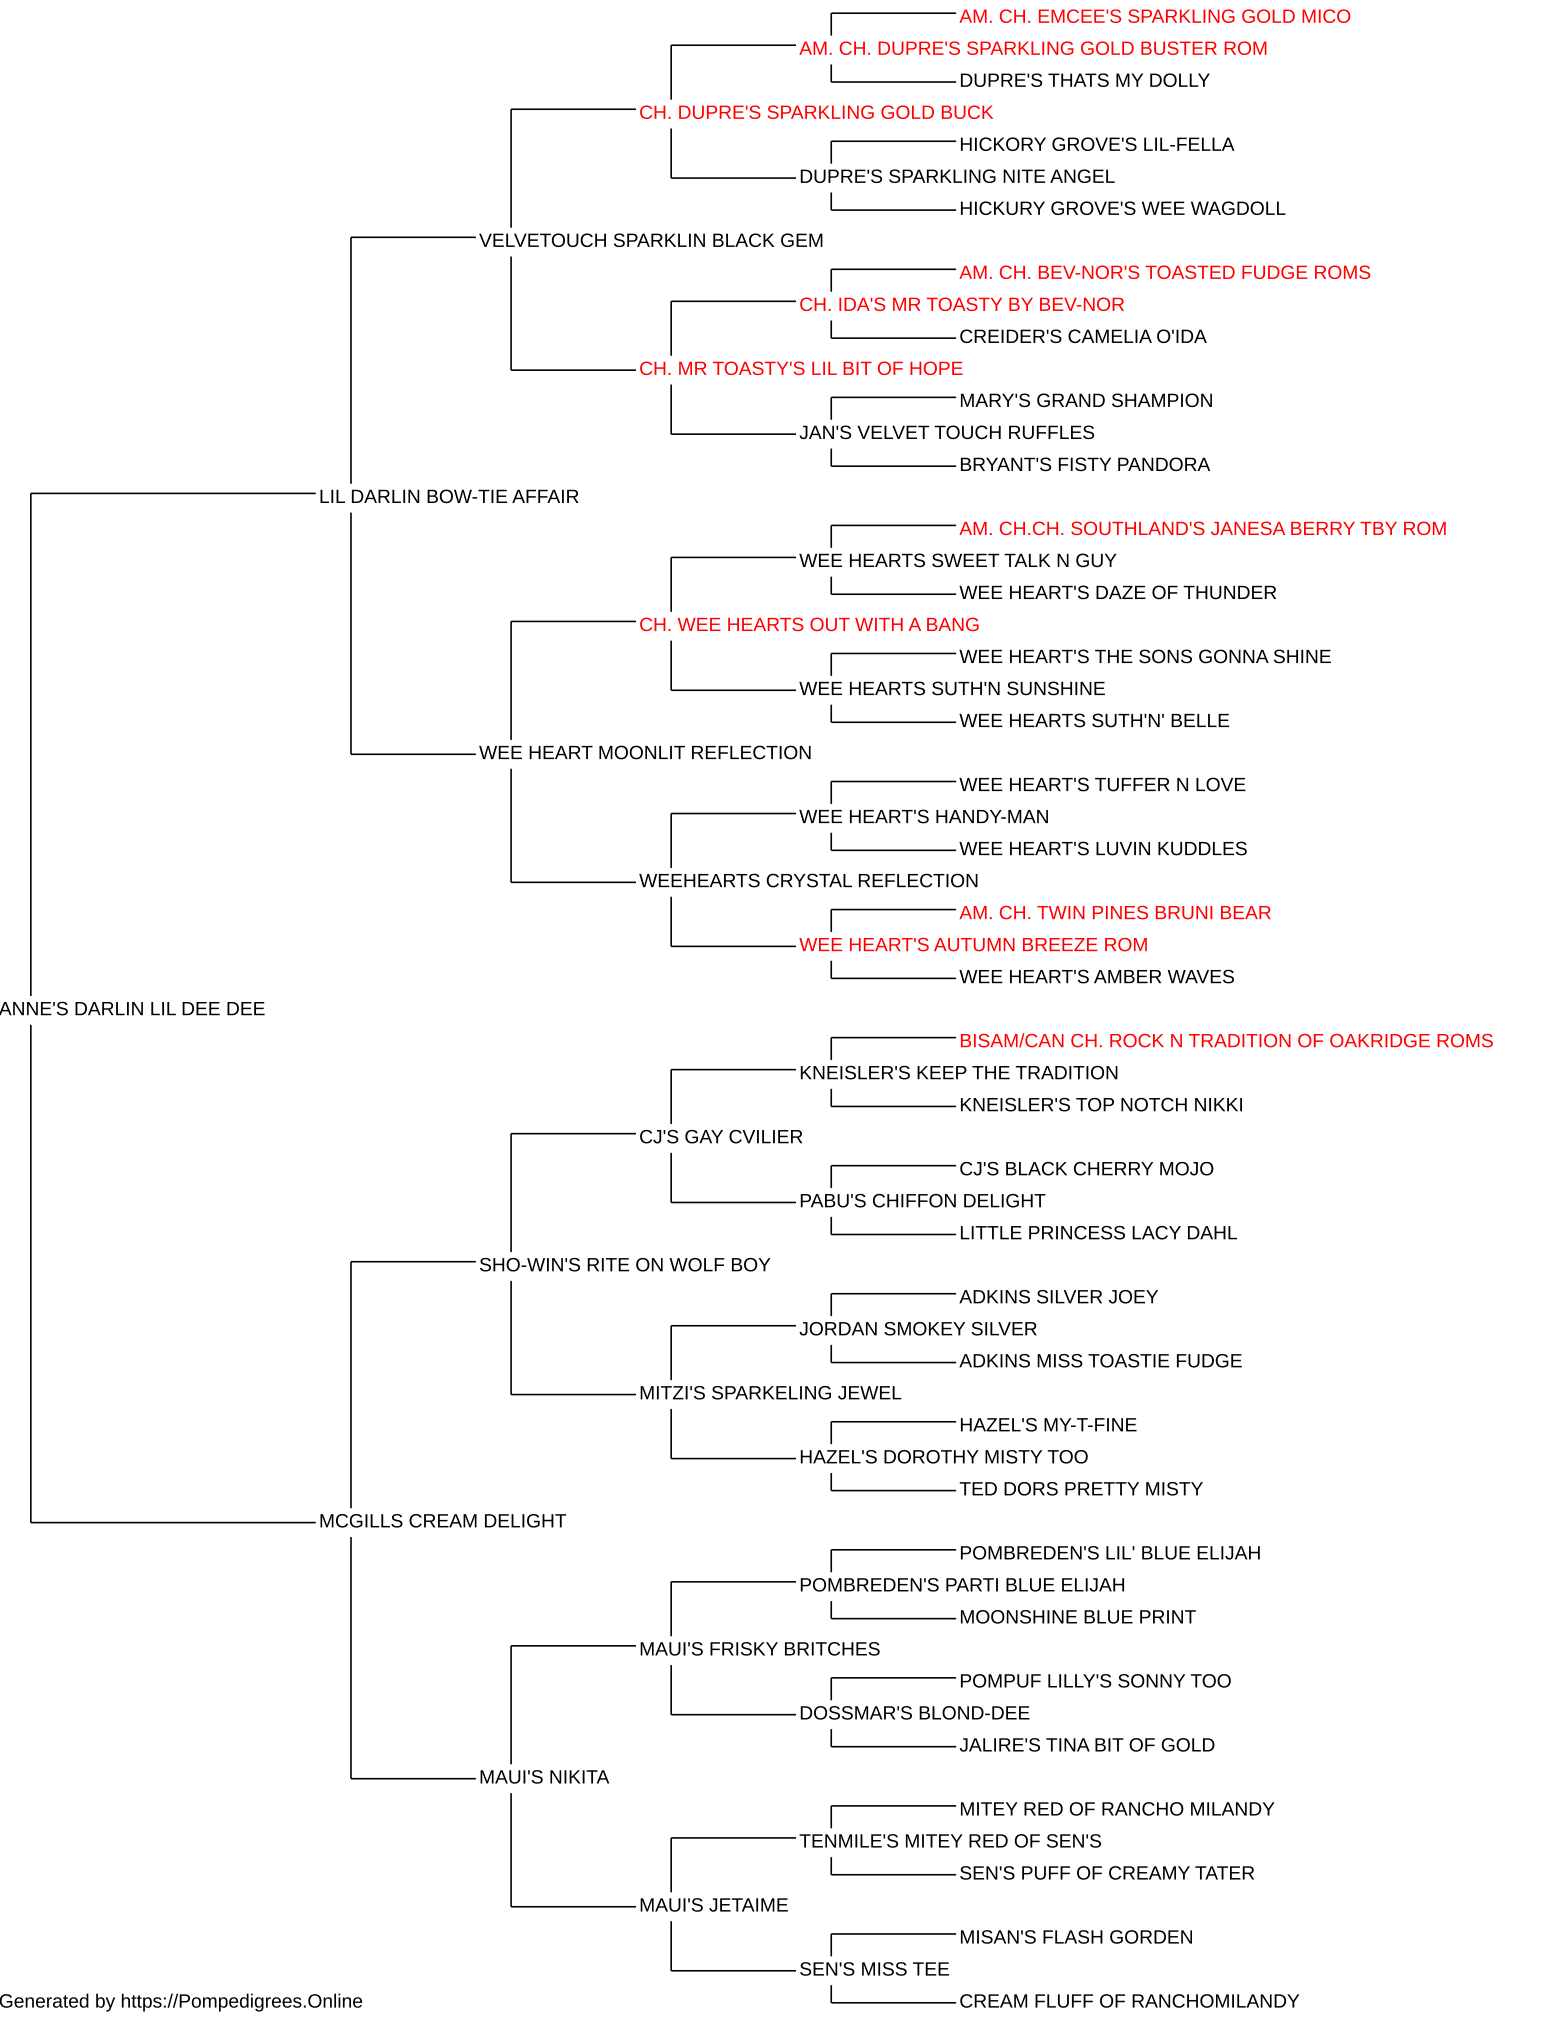 AM. CH. EMCEE'S SPARKLING GOLD MICO
AM. CH. DUPRE'S SPARKLING GOLD BUSTER ROM
DUPRE'S THATS MY DOLLY
CH. DUPRE'S SPARKLING GOLD BUCK
HICKORY GROVE'S LIL-FELLA
DUPRE'S SPARKLING NITE ANGEL
HICKURY GROVE'S WEE WAGDOLL
VELVETOUCH SPARKLIN BLACK GEM
AM. CH. BEV-NOR'S TOASTED FUDGE ROMS
CH. IDA'S MR TOASTY BY BEV-NOR
CREIDER'S CAMELIA O'IDA
CH. MR TOASTY'S LIL BIT OF HOPE
MARY'S GRAND SHAMPION
JAN'S VELVET TOUCH RUFFLES
BRYANT'S FISTY PANDORA
LIL DARLIN BOW-TIE AFFAIR
AM. CH.CH. SOUTHLAND'S JANESA BERRY TBY ROM
WEE HEARTS SWEET TALK N GUY
WEE HEART'S DAZE OF THUNDER
CH. WEE HEARTS OUT WITH A BANG
WEE HEART'S THE SONS GONNA SHINE
WEE HEARTS SUTH'N SUNSHINE
WEE HEARTS SUTH'N' BELLE
WEE HEART MOONLIT REFLECTION
WEE HEART'S TUFFER N LOVE
WEE HEART'S HANDY-MAN
WEE HEART'S LUVIN KUDDLES
WEEHEARTS CRYSTAL REFLECTION
AM. CH. TWIN PINES BRUNI BEAR
WEE HEART'S AUTUMN BREEZE ROM
WEE HEART'S AMBER WAVES
ANNE'S DARLIN LIL DEE DEE
BISAM/CAN CH. ROCK N TRADITION OF OAKRIDGE ROMS
KNEISLER'S KEEP THE TRADITION
KNEISLER'S TOP NOTCH NIKKI
CJ'S GAY CVILIER
CJ'S BLACK CHERRY MOJO
PABU'S CHIFFON DELIGHT
LITTLE PRINCESS LACY DAHL
SHO-WIN'S RITE ON WOLF BOY
ADKINS SILVER JOEY
JORDAN SMOKEY SILVER
ADKINS MISS TOASTIE FUDGE
MITZI'S SPARKELING JEWEL
HAZEL'S MY-T-FINE
HAZEL'S DOROTHY MISTY TOO
TED DORS PRETTY MISTY
MCGILLS CREAM DELIGHT
POMBREDEN'S LIL' BLUE ELIJAH
POMBREDEN'S PARTI BLUE ELIJAH
MOONSHINE BLUE PRINT
MAUI'S FRISKY BRITCHES
POMPUF LILLY'S SONNY TOO
DOSSMAR'S BLOND-DEE
JALIRE'S TINA BIT OF GOLD
MAUI'S NIKITA
MITEY RED OF RANCHO MILANDY
TENMILE'S MITEY RED OF SEN'S
SEN'S PUFF OF CREAMY TATER
MAUI'S JETAIME
MISAN'S FLASH GORDEN
SEN'S MISS TEE
CREAM FLUFF OF RANCHOMILANDY
Generated by https://Pompedigrees.Online